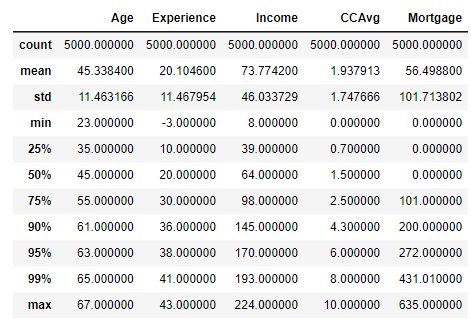 Age Experience Income CCAvg Mortgage
count 5000.000000 5000.000000 5000.000000 5000.000000 5000.000000
mean 45.338400 20.104600 73.774200 1.937913 56.498800
std 11.463166 11.467954 46.033729 1.747666 101.713802
min 23.000000 -3.000000 8.000000 0.000000 0.000000
25% 35.000000 10.000000 39.000000 0.700000 0.000000
50% 45.000000 20.000000 64.000000 1.500000 0.000000
75% 55.000000 30.000000 98.000000 2.500000 101.000000
90% 61.000000 36.000000 145.000000 4.300000 200.000000
95% 63.000000 38.000000 170.000000 6.000000 272.000000
99% 65.000000 41.000000 193.000000 8.000000 431.010000
max 67.000000 43.000000 224.000000 10.000000 635.000000